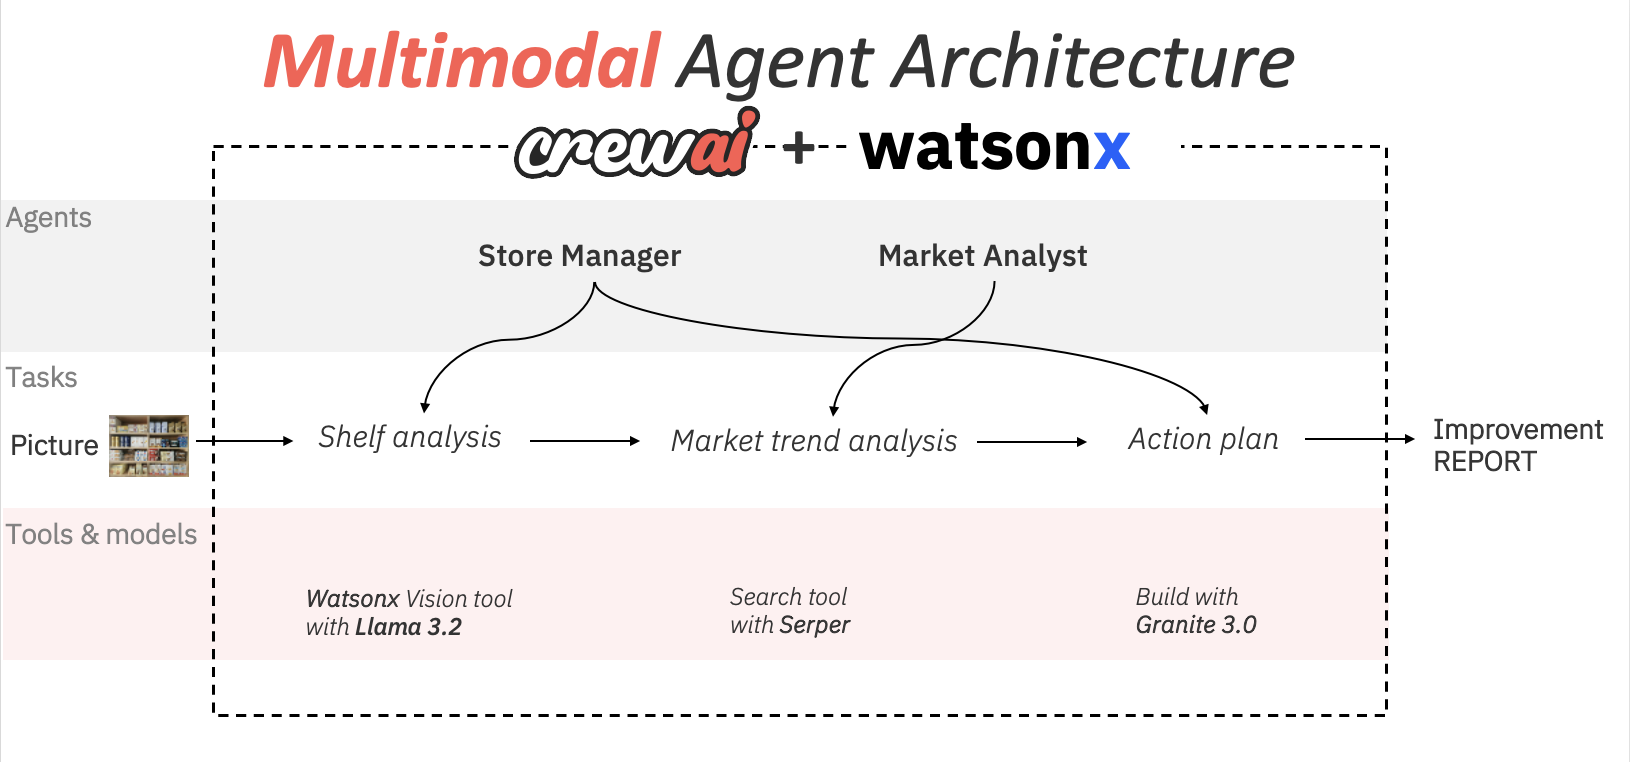 Multimodal Agent Architecture
crewai + watsonx
Agents
Store Manager
Market Analyst
Tasks
Picture
Shelf analysis
Market trend analysis
Action plan
Improvement
REPORT
Tools & models
Watsonx Vision tool
with Llama 3.2
Search tool
with Serper
Build with
Granite 3.0